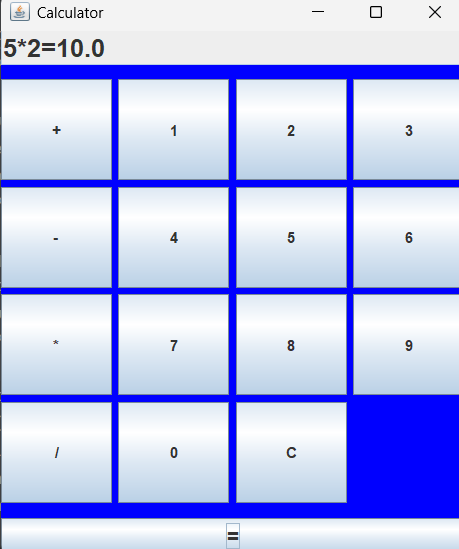 Calculator
5*2=10.0
+ 1 2 3
- 4 5 6
* 7 8 9
/ 0 C
=